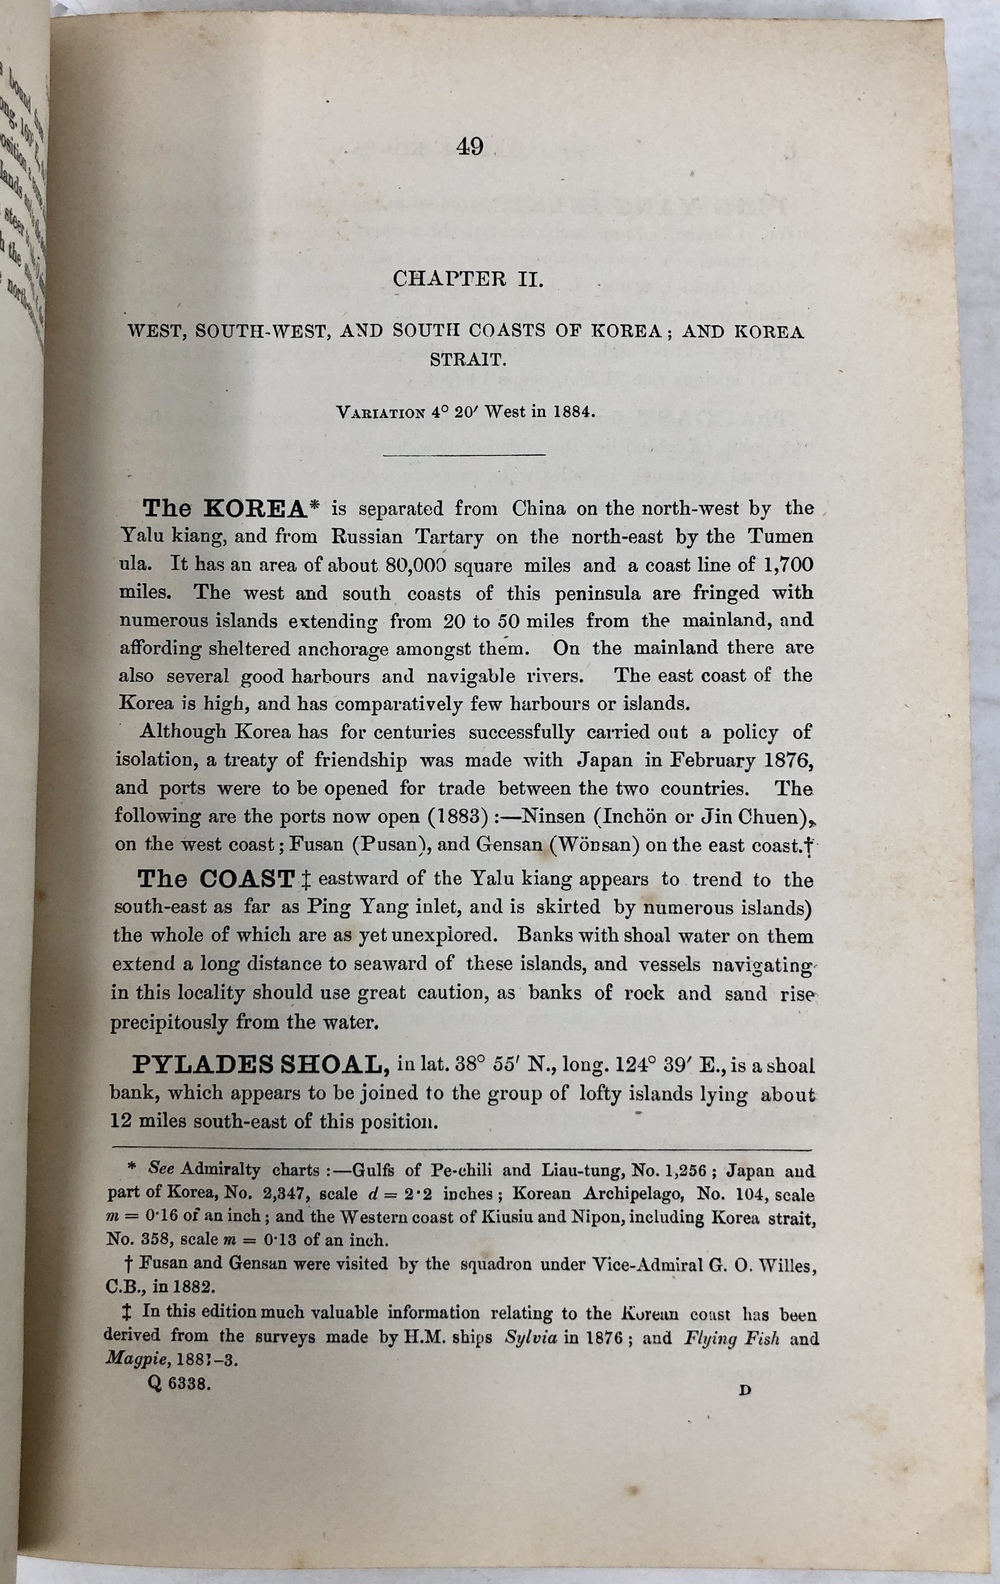 49
CHAPTER II.
WEST, SOUTH-WEST, AND SOUTH COASTS OF KOREA; AND KOREA
STRAIT.
VARIATION 4° 20′ West in 1884.
The KOREA* is separated from China on the north-west by the
Yalu kiang, and from Russian Tartary on the north-east by the Tumen
ula. It has an area of about 80,000 square miles and a coast line of 1,700
miles. The west and south coasts of this peninsula are fringed with
numerous islands extending from 20 to 50 miles from the mainland, and
affording sheltered anchorage amongst them. On the mainland there are
also several good harbours and navigable rivers. The east coast of the
Korea is high, and has comparatively few harbours or islands.
Although Korea has for centuries successfully carried out a policy of
isolation, a treaty of friendship was made with Japan in February 1876,
and ports were to be opened for trade between the two countries. The
following are the ports now open (1883) :—Ninsen (Inchön or Jin Chuen),
on the west coast; Fusan (Pusan), and Gensan (Wönsan) on the east coast.†
The COAST ‡ eastward of the Yalu kiang appears to trend to the
south-east as far as Ping Yang inlet, and is skirted by numerous islands)
the whole of which are as yet unexplored. Banks with shoal water on them
extend a long distance to seaward of these islands, and vessels navigating
in this locality should use great caution, as banks of rock and sand rise
precipitously from the water.
PYLADES SHOAL, in lat. 38° 55′ N., long. 124° 39′ E., is a shoal
bank, which appears to be joined to the group of lofty islands lying about
12 miles south-east of this position.
* See Admiralty charts :—Gulfs of Pe-chili and Liau-tung, No. 1,256 ; Japan and
part of Korea, No. 2,347, scale d = 2·2 inches ; Korean Archipelago, No. 104, scale
m = 0·16 of an inch ; and the Western coast of Kiusiu and Nipon, including Korea strait,
No. 358, scale m = 0·13 of an inch.
† Fusan and Gensan were visited by the squadron under Vice-Admiral G. O. Willes,
C.B., in 1882.
‡ In this edition much valuable information relating to the Korean coast has been
derived from the surveys made by H.M. ships Sylvia in 1876 ; and Flying Fish and
Magpie, 1881–3.
Q 6338.
D